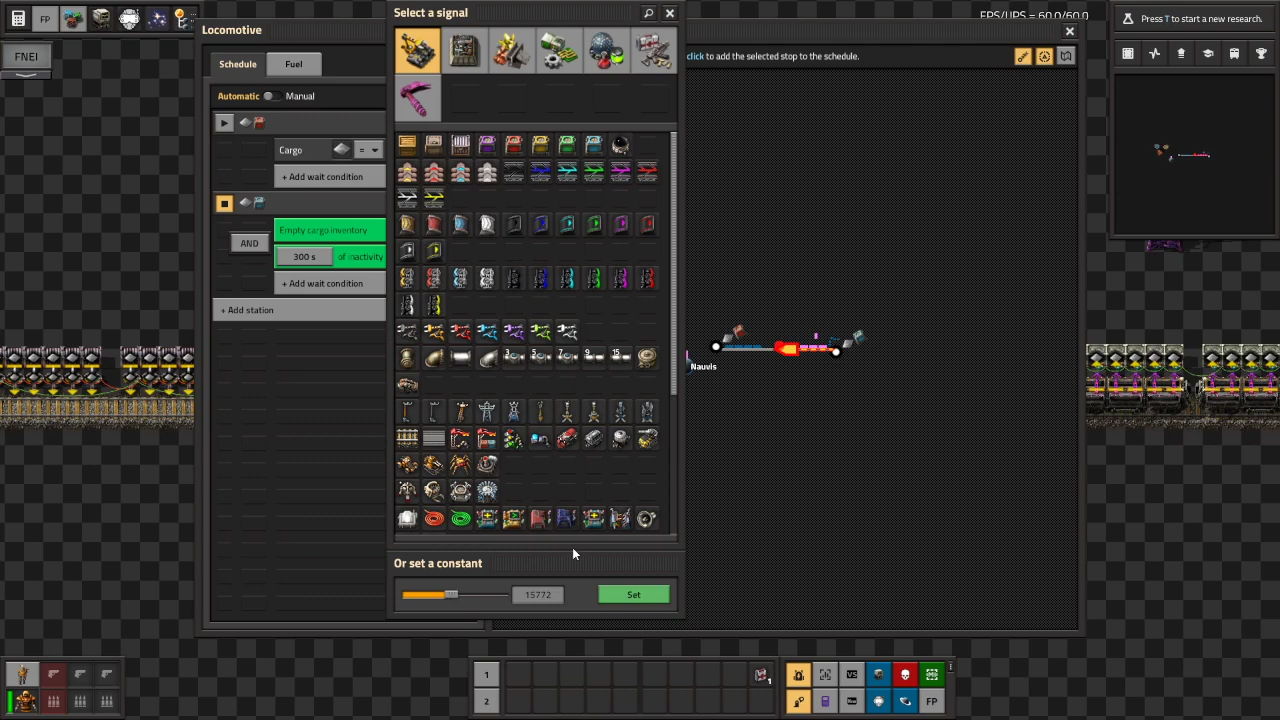 Select a signal
FPS/UPS = 60.0/60.0
FP
Press T to start a new research.
Locomotive
FNEI
click to add the selected stop to the schedule.
Schedule
Fuel
Automatic
Manual
Cargo
=
+ Add wait condition
Empty cargo inventory
AND
300 s
of inactivity
+ Add wait condition
+ Add station
Nauvis
Or set a constant
15772
Set
1
2
1
VS
FP